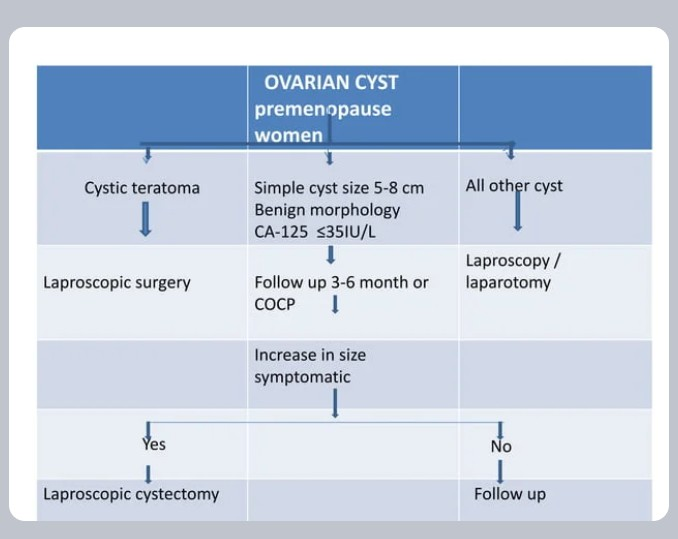 OVARIAN CYST
premenopause
women
Cystic teratoma
Simple cyst size 5-8 cm
Benign morphology
CA-125 ≤35IU/L
All other cyst
Laproscopic surgery
Follow up 3-6 month or
COCP
Laproscopy /
laparotomy
Increase in size
symptomatic
Yes
No
Laproscopic cystectomy
Follow up